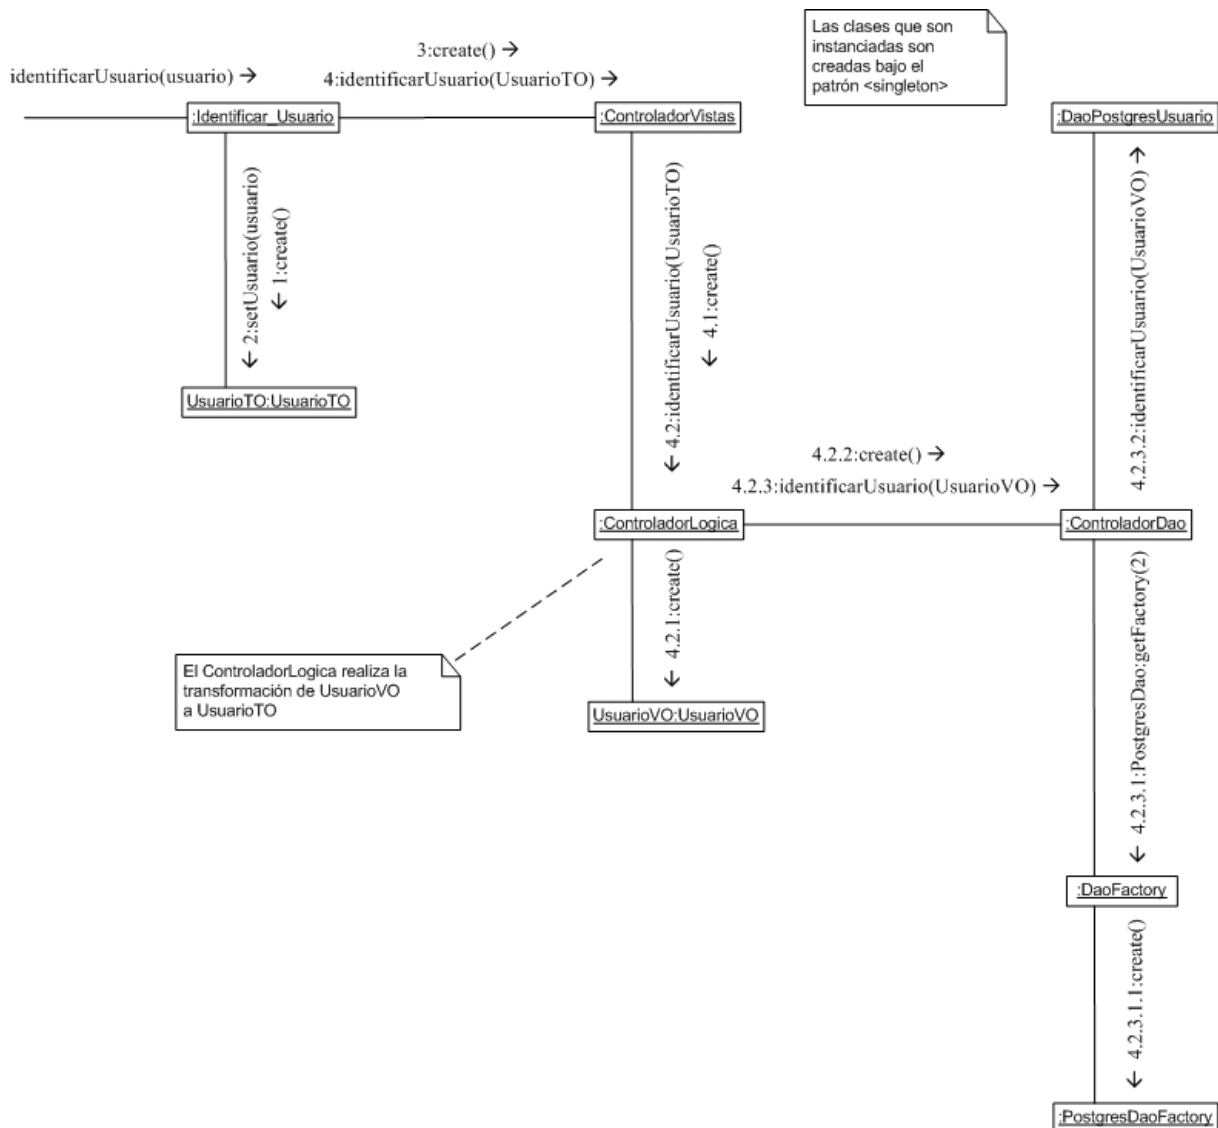 Las clases que son
instanciadas son
creadas bajo el
patrón <singleton>
3:create() →
identificarUsuario(usuario) →
4:identificarUsuario(UsuarioTO) →
:Identificar_Usuario
:ControladorVistas
:DaoPostgresUsuario
← 2:setUsuario(usuario)
← 1:create()
← 4.2:identificarUsuario(UsuarioTO)
← 4.1:create()
4.2.3.2:identificarUsuario(UsuarioVO) →
UsuarioTO:UsuarioTO
4.2.2:create() →
4.2.3:identificarUsuario(UsuarioVO) →
:ControladorLogica
:ControladorDao
← 4.2.1:create()
← 4.2.3.1:PostgresDao:getFactory(2)
El ControladorLogica realiza la
transformación de UsuarioVO
a UsuarioTO
UsuarioVO:UsuarioVO
:DaoFactory
← 4.2.3.1.1:create()
:PostgresDaoFactory